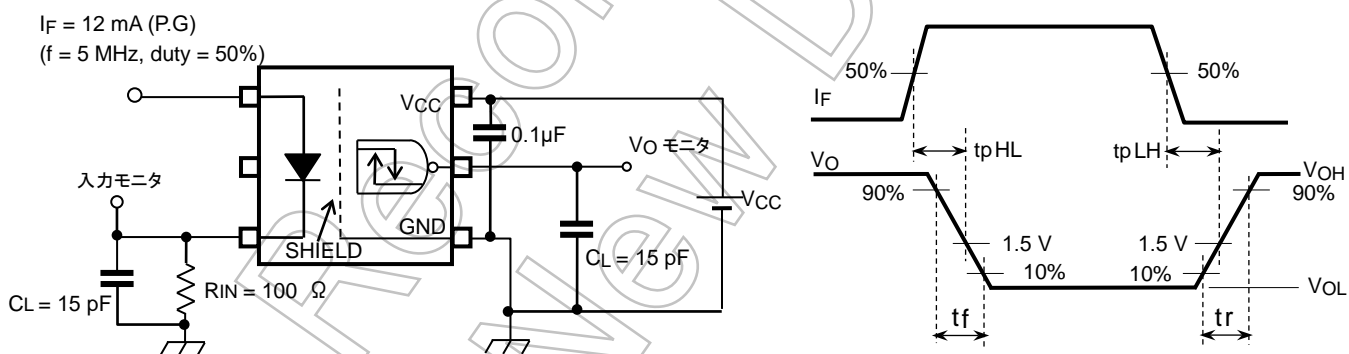 IF = 12 mA (P.G)
(f = 5 MHz, duty = 50%)
VCC
0.1μF
VO モニタ
入力モニタ
GND
VCC
SHIELD
CL = 15 pF
RIN = 100 Ω
CL = 15 pF
50%
50%
IF
tpHL
tpLH
VO
VOH
90%
90%
1.5 V
1.5 V
10%
10%
VOL
tf
tr
Recom
New D